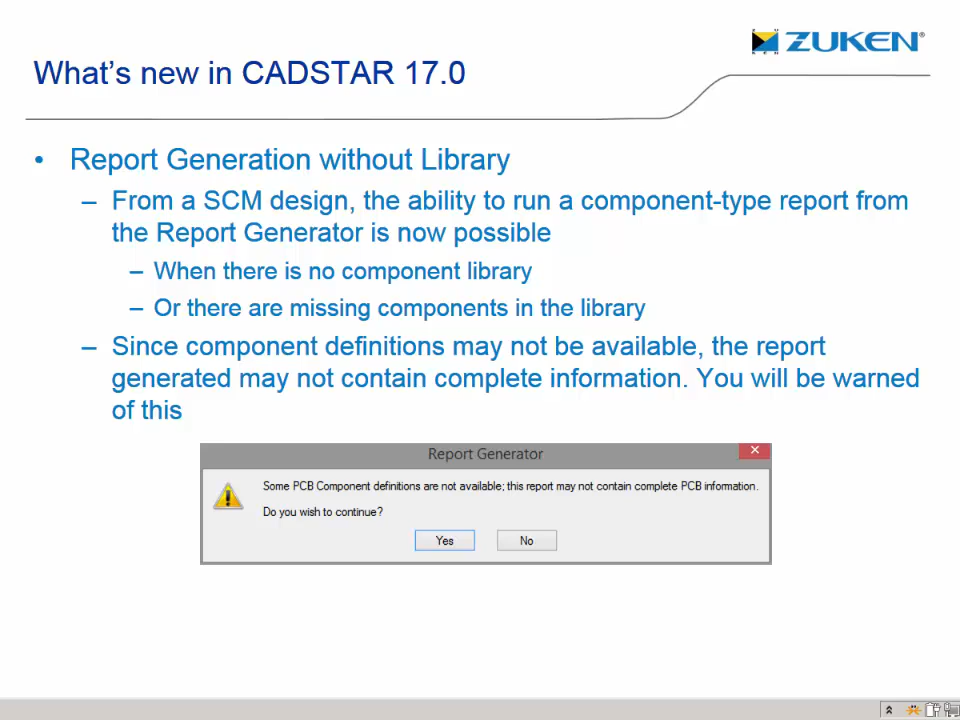 ZUKEN®
What's new in CADSTAR 17.0
• Report Generation without Library
– From a SCM design, the ability to run a component-type report from
the Report Generator is now possible
– When there is no component library
– Or there are missing components in the library
– Since component definitions may not be available, the report
generated may not contain complete information. You will be warned
of this
Report Generator
Some PCB Component definitions are not available; this report may not contain complete PCB information.
Do you wish to continue?
Yes No